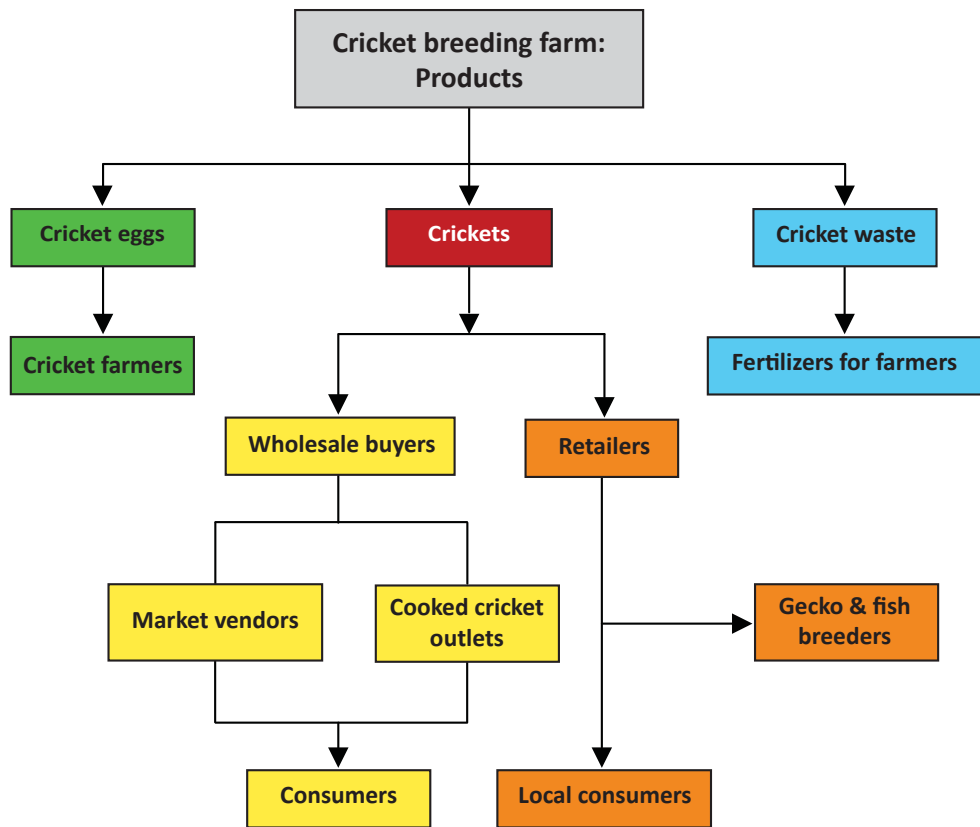 Cricket breeding farm:
Products
Cricket eggs
Crickets
Cricket waste
Cricket farmers
Fertilizers for farmers
Wholesale buyers
Retailers
Market vendors
Cooked cricket
outlets
Gecko & fish
breeders
Consumers
Local consumers